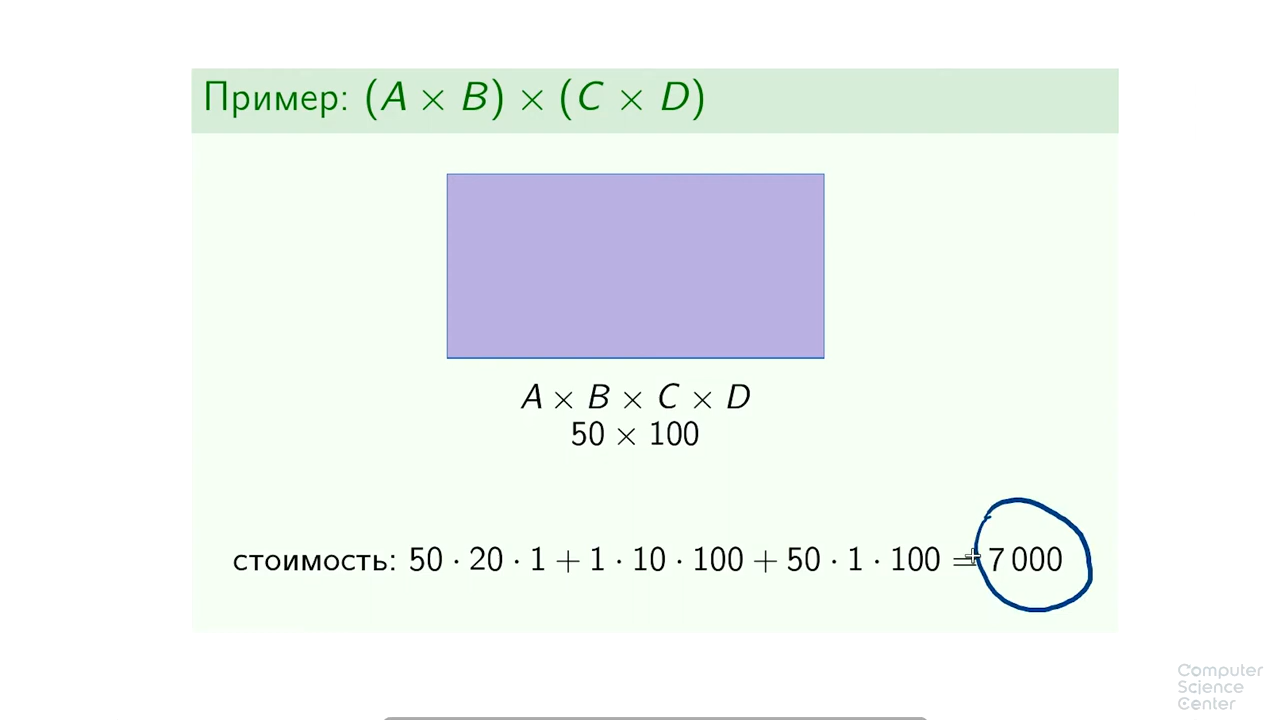 Пример: (A × B) × (C × D)
A × B × C × D
50 × 100
стоимость: 50 · 20 · 1 + 1 · 10 · 100 + 50 · 1 · 100 = 7 000
Computer
Science
Center